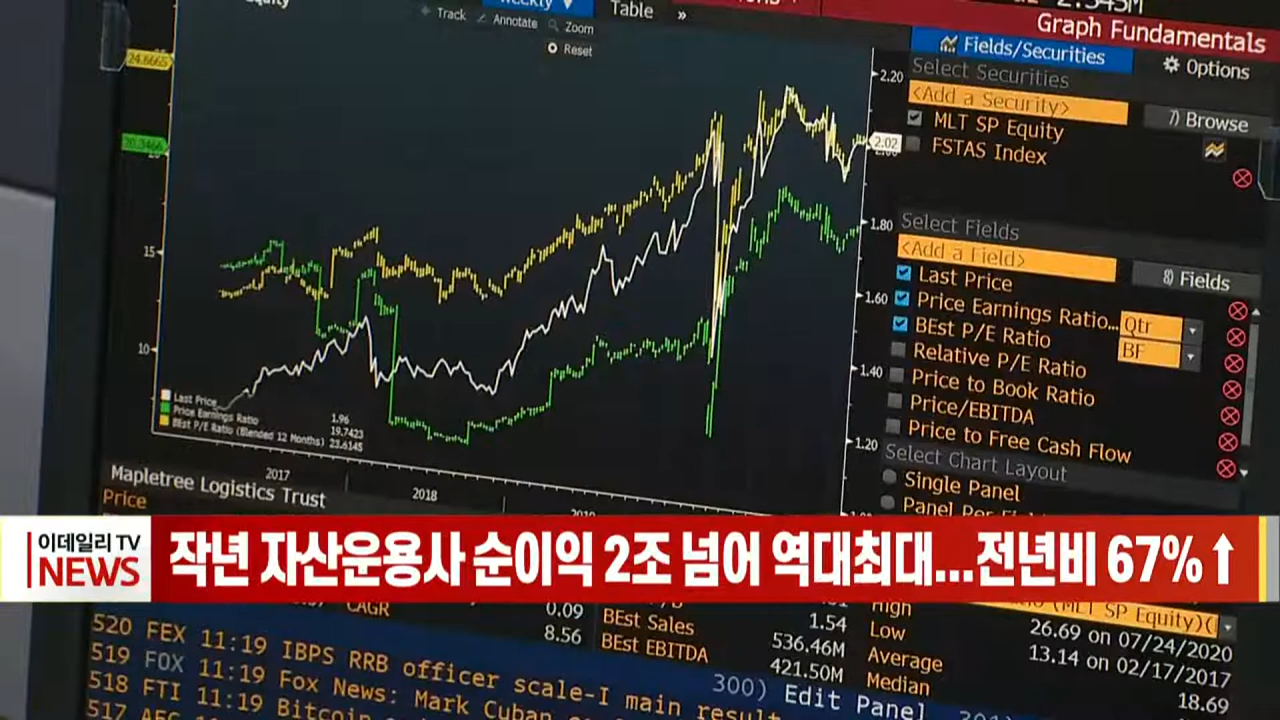 Weekly
Table
»
Track
Annotate
Zoom
Reset
Graph Fundamentals
Fields/Securities
Options
Select Securities
<Add a Security>
7) Browse
MLT SP Equity
FSTAS Index
24.6665
20.3466
15
10
2.20
2.02
1.80
1.60
1.40
1.20
Select Fields
<Add a Field>
8) Fields
Last Price
Price Earnings Ratio...
Qtr
BEst P/E Ratio
BF
Relative P/E Ratio
Price to Book Ratio
Price/EBITDA
Price to Free Cash Flow
Select Chart Layout
Single Panel
Last Price 1.96
Price Earnings Ratio 19.7423
BEst P/E Ratio (Blended 12 Months) 23.6145
2017
2018
Mapletree Logistics Trust
Price
이데일리 TV
NEWS
작년 자산운용사 순이익 2조 넘어 역대최대...전년비 67%↑
CAGR 0.09
8.56
BEst Sales 1.54
BEst EBITDA 536.46M
421.50M
High
(MLT SP Equity)(
Low 26.69 on 07/24/2020
Average 13.14 on 02/17/2017
Median 18.69
300) Edit Panel
520 FEX 11:19 IBPS RRB officer scale-I main result
519 FOX 11:19 Fox News: Mark Cuban
518 FTI 11:19 Bitcoin
517